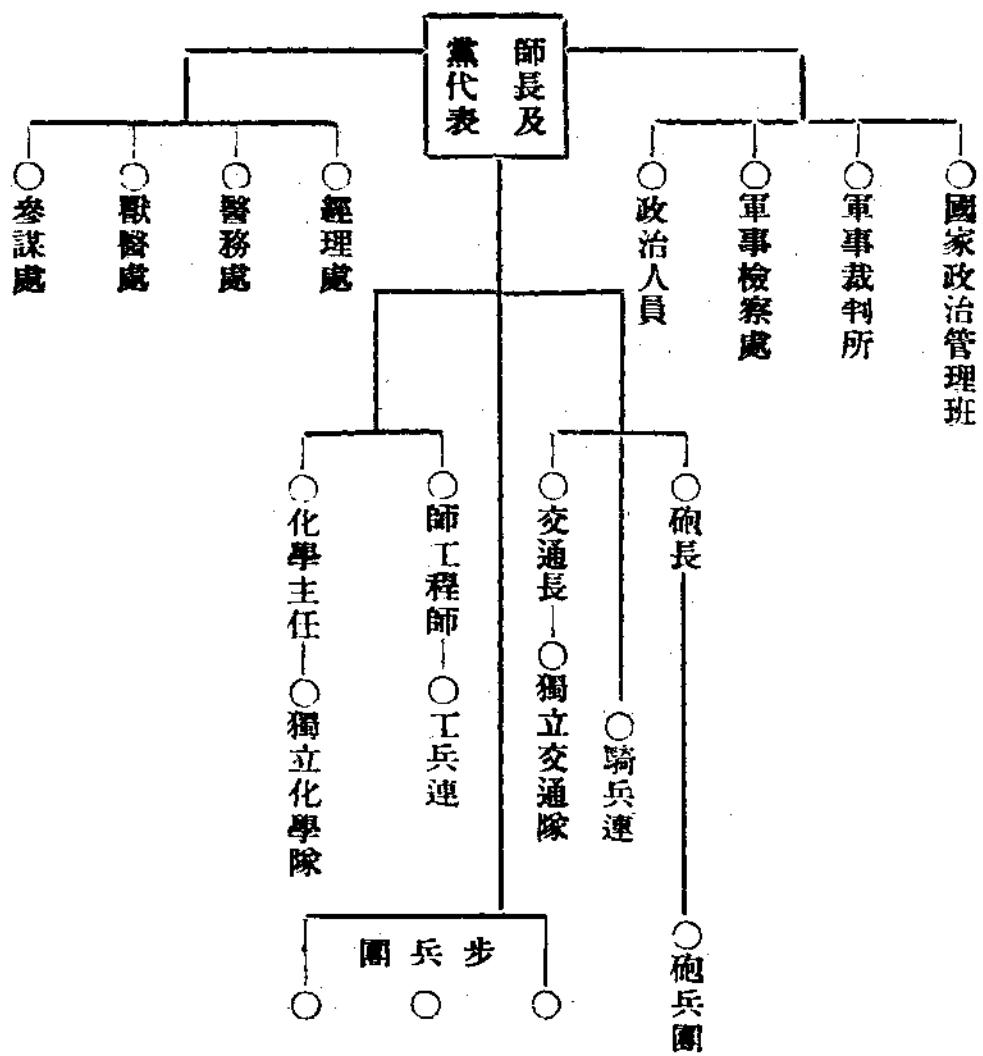 師長及
黨代表
國家政治管理班
軍事裁判所
軍事檢察處
政治人員
經理處
醫務處
獸醫處
參謀處
砲長
砲兵團
騎兵連
交通長
獨立交通隊
師工程師
工兵連
化學主任
獨立化學隊
步兵團